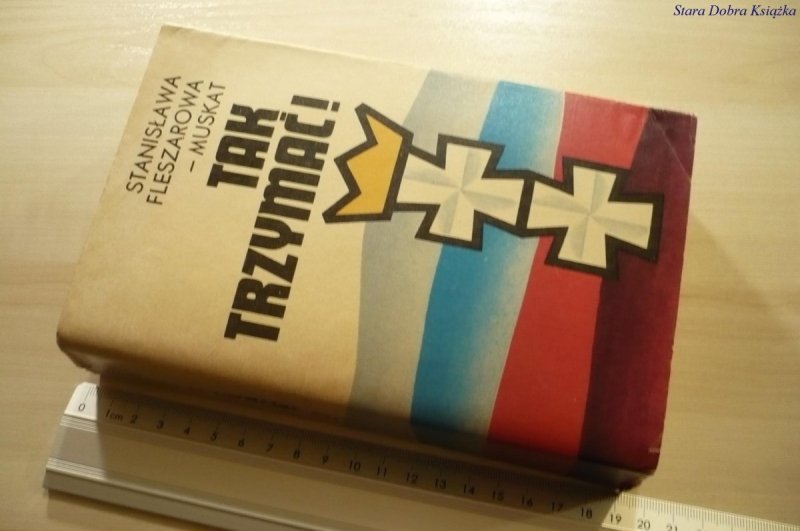 Stara Dobra Książka
STANISŁAWA
FLESZAROWA
– MUSKAT
TAK
TRZYMAĆ!
0 1cm 2 3 4 5 6 7 8 9 10 11 12 13 14 15 16 17 18 19 20 21